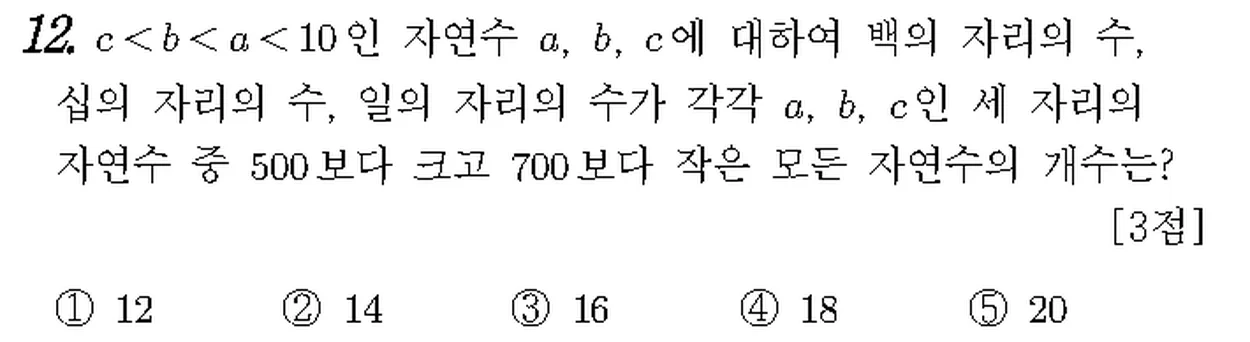 12. c<b<a<10인 자연수 a, b, c에 대하여 백의 자리의 수,
십의 자리의 수, 일의 자리의 수가 각각 a, b, c인 세 자리의
자연수 중 500보다 크고 700보다 작은 모든 자연수의 개수는?
[3점]
① 12 ② 14 ③ 16 ④ 18 ⑤ 20